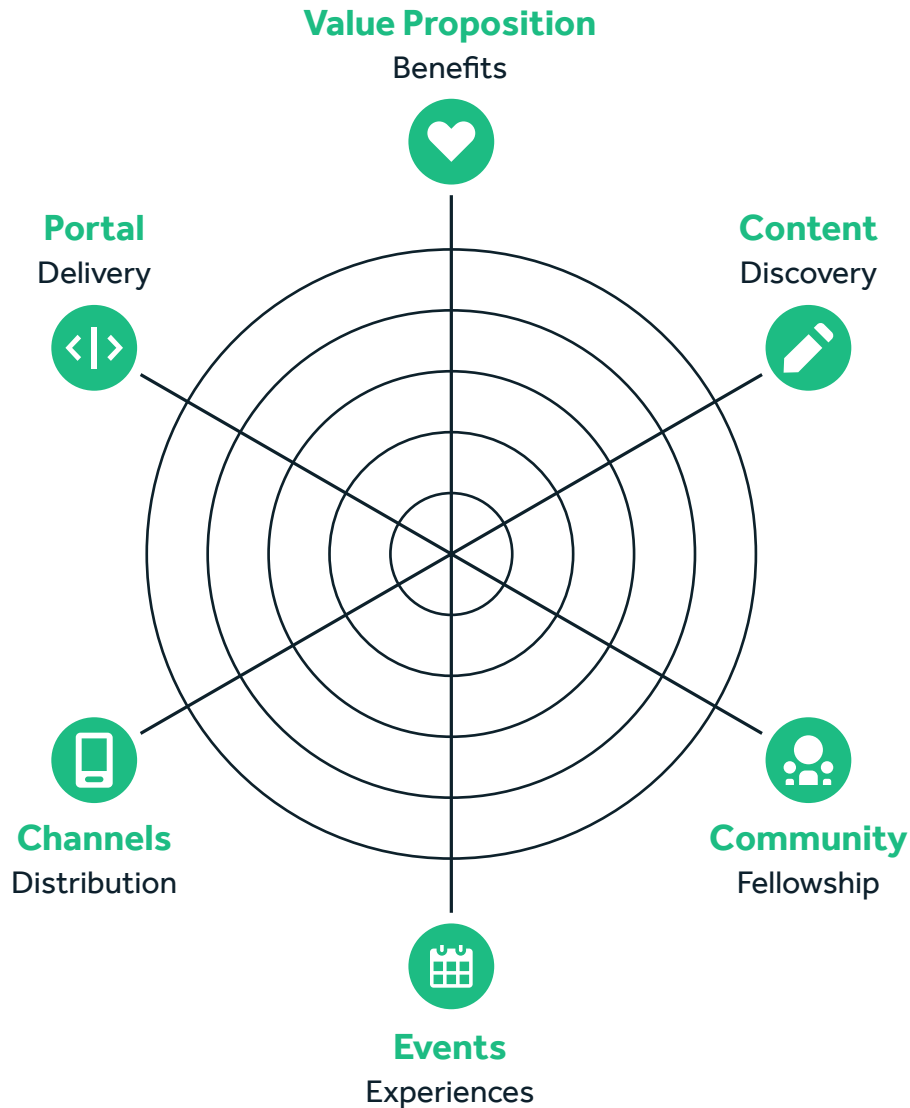 Value Proposition
Benefits
Portal
Delivery
Content
Discovery
Channels
Distribution
Community
Fellowship
Events
Experiences